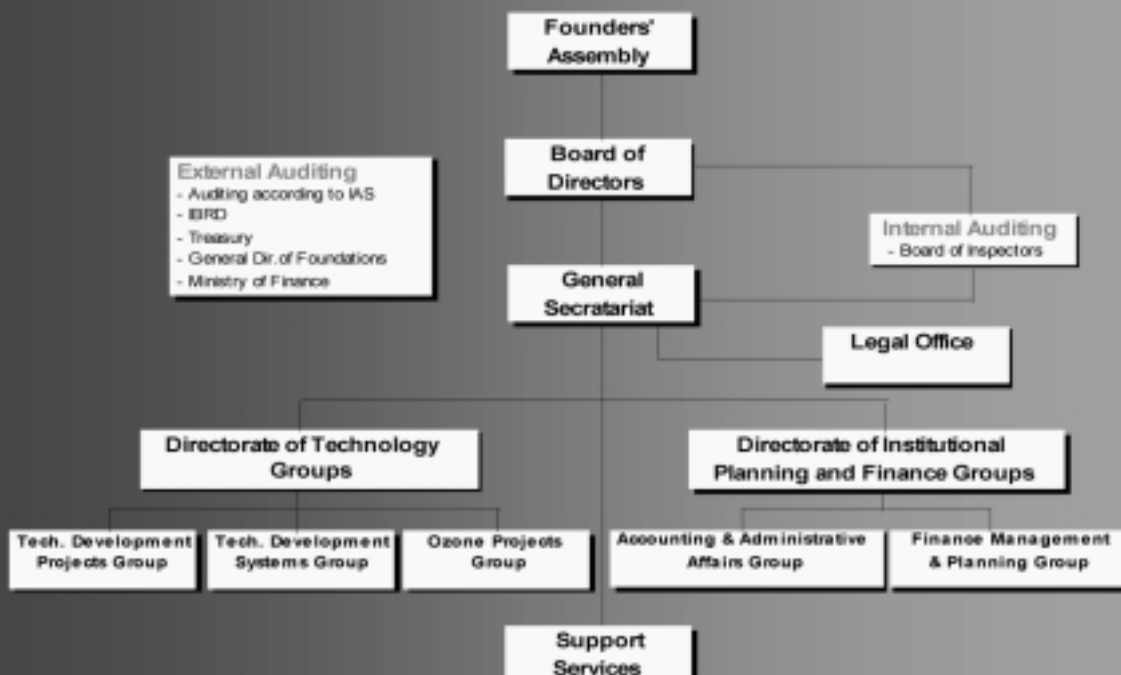 Founders'
Assembly
Board of
Directors
External Auditing
- Auditing according to IAS
- IBRD
- Treasury
- General Dir.of Foundations
- Ministry of Finance
Internal Auditing
- Board of Inspectors
General
Secratariat
Legal Office
Directorate of Technology
Groups
Directorate of Institutional
Planning and Finance Groups
Tech. Development
Projects Group
Tech. Development
Systems Group
Ozone Projects
Group
Accounting & Administrative
Affairs Group
Finance Management
& Planning Group
Support
Services